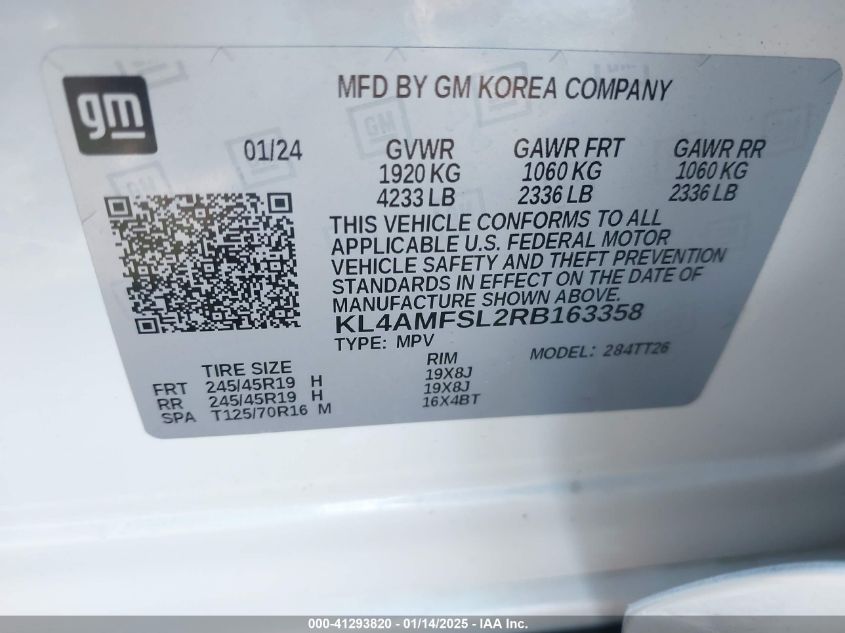 gm
MFD BY GM KOREA COMPANY
01/24
GVWR GAWR FRT GAWR RR
1920 KG 1060 KG 1060 KG
4233 LB 2336 LB 2336 LB
THIS VEHICLE CONFORMS TO ALL
APPLICABLE U.S. FEDERAL MOTOR
VEHICLE SAFETY AND THEFT PREVENTION
STANDARDS IN EFFECT ON THE DATE OF
MANUFACTURE SHOWN ABOVE.
KL4AMFSL2RB163358
TYPE: MPV MODEL: 284TT26
TIRE SIZE RIM
FRT 245/45R19 H 19X8J
RR 245/45R19 H 19X8J
SPA T125/70R16 M 16X4BT
000-41293820 - 01/14/2025 - IAAI Inc.